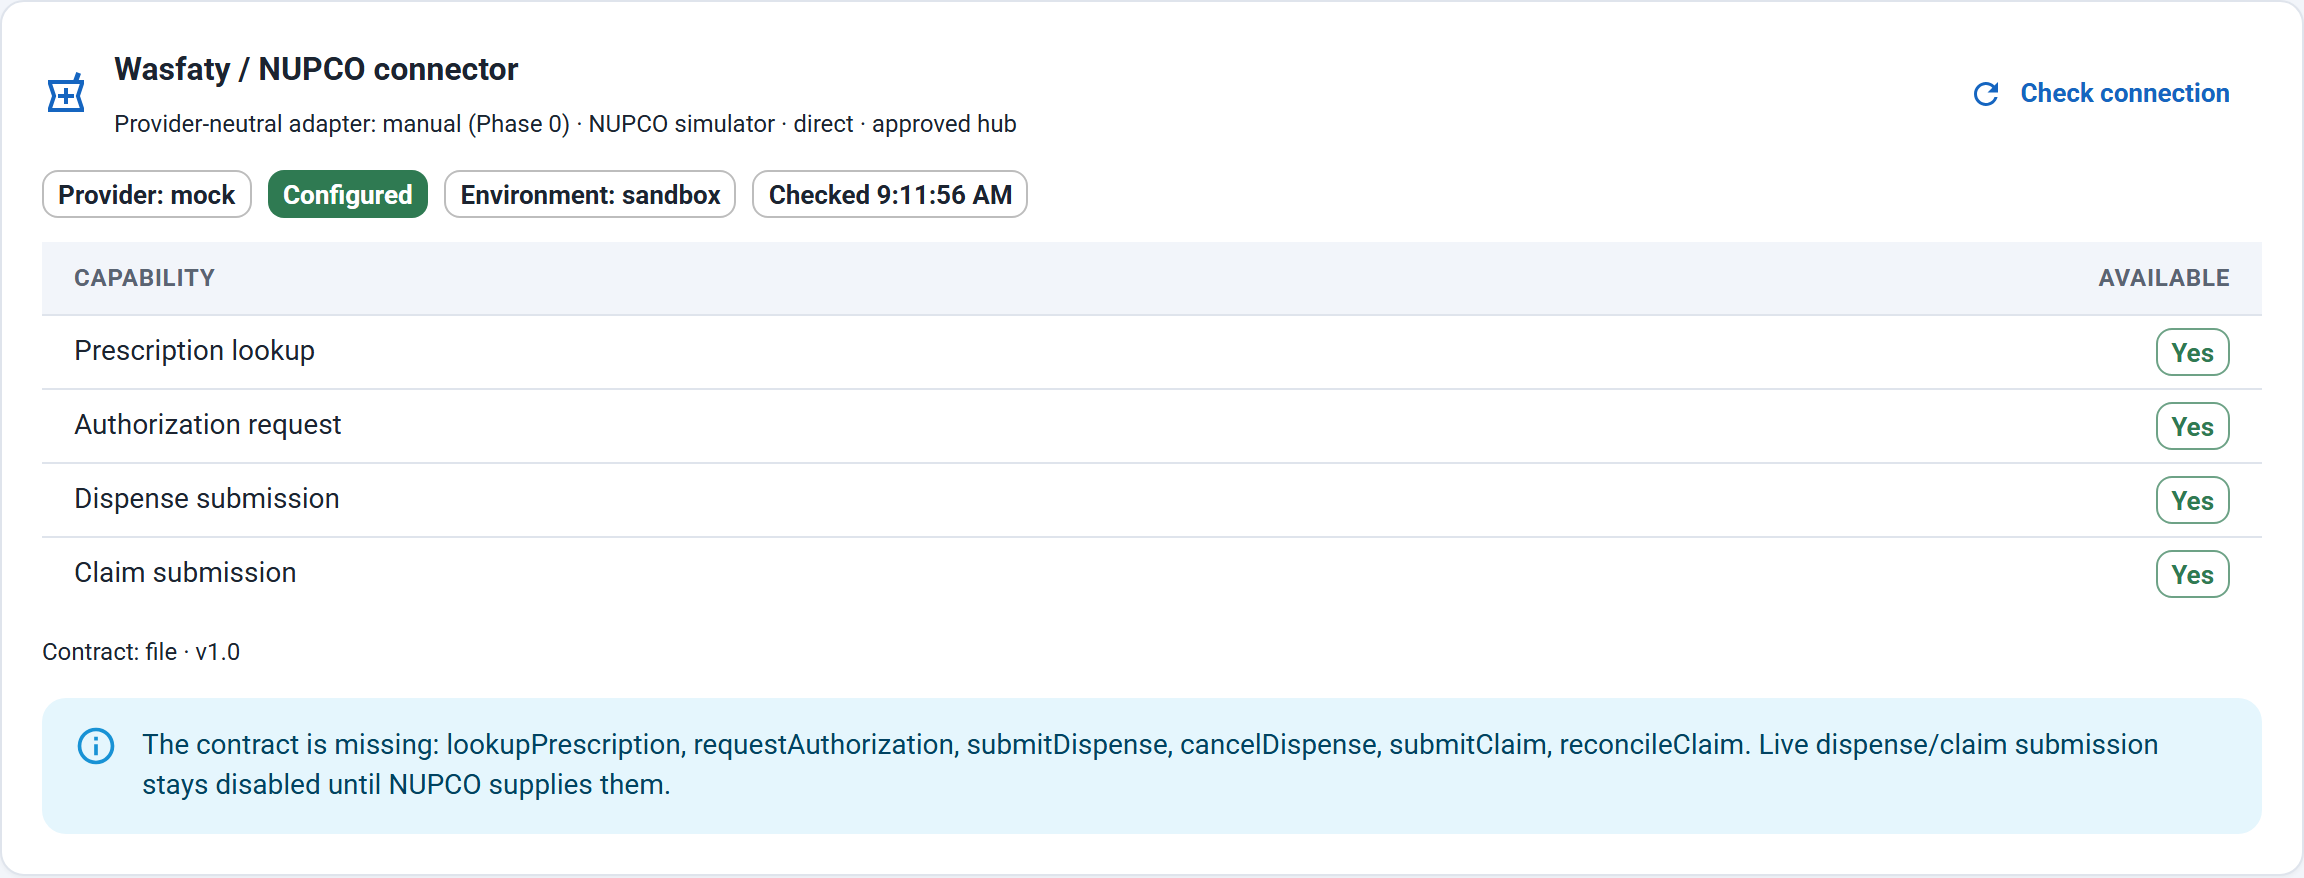 Wasfaty / NUPCO connector
Provider-neutral adapter: manual (Phase 0) · NUPCO simulator · direct · approved hub
Check connection
Provider: mock
Configured
Environment: sandbox
Checked 9:11:56 AM
CAPABILITY AVAILABLE
Prescription lookup Yes
Authorization request Yes
Dispense submission Yes
Claim submission Yes
Contract: file · v1.0
The contract is missing: lookupPrescription, requestAuthorization, submitDispense, cancelDispense, submitClaim, reconcileClaim. Live dispense/claim submission
stays disabled until NUPCO supplies them.